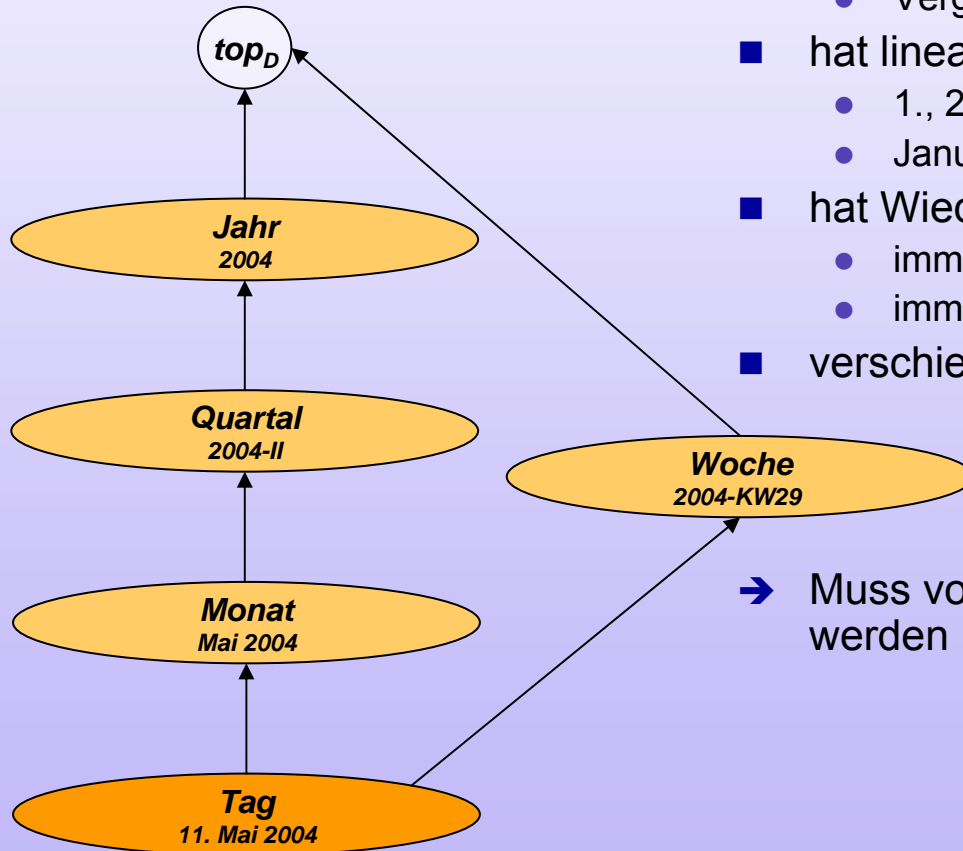 top_D
Jahr
2004
Quartal
2004-II
Monat
Mai 2004
Tag
11. Mai 2004
Woche
2004-KW29
Verg
■ hat linea
● 1., 2
● Janu
■ hat Wied
● imm
● imm
■ verschie
➔ Muss vo
werden